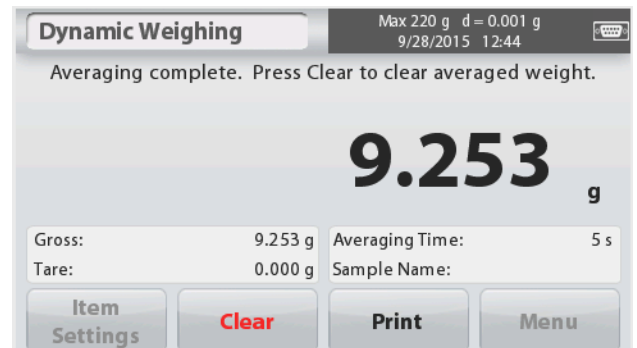 Dynamic Weighing
Max 220 g d = 0.001 g
9/28/2015 12:44
Averaging complete. Press Clear to clear averaged weight.
9.253 g
Gross: 9.253 g
Tare: 0.000 g
Averaging Time: 5 s
Sample Name:
Item
Settings
Clear
Print
Menu